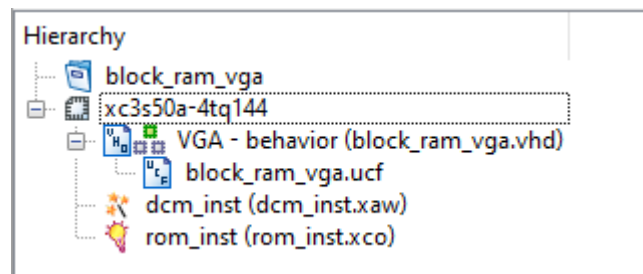 Hierarchy
block_ram_vga
xc3s50a-4tq144
VGA - behavior (block_ram_vga.vhd)
block_ram_vga.ucf
dcm_inst (dcm_inst.xaw)
rom_inst (rom_inst.xco)